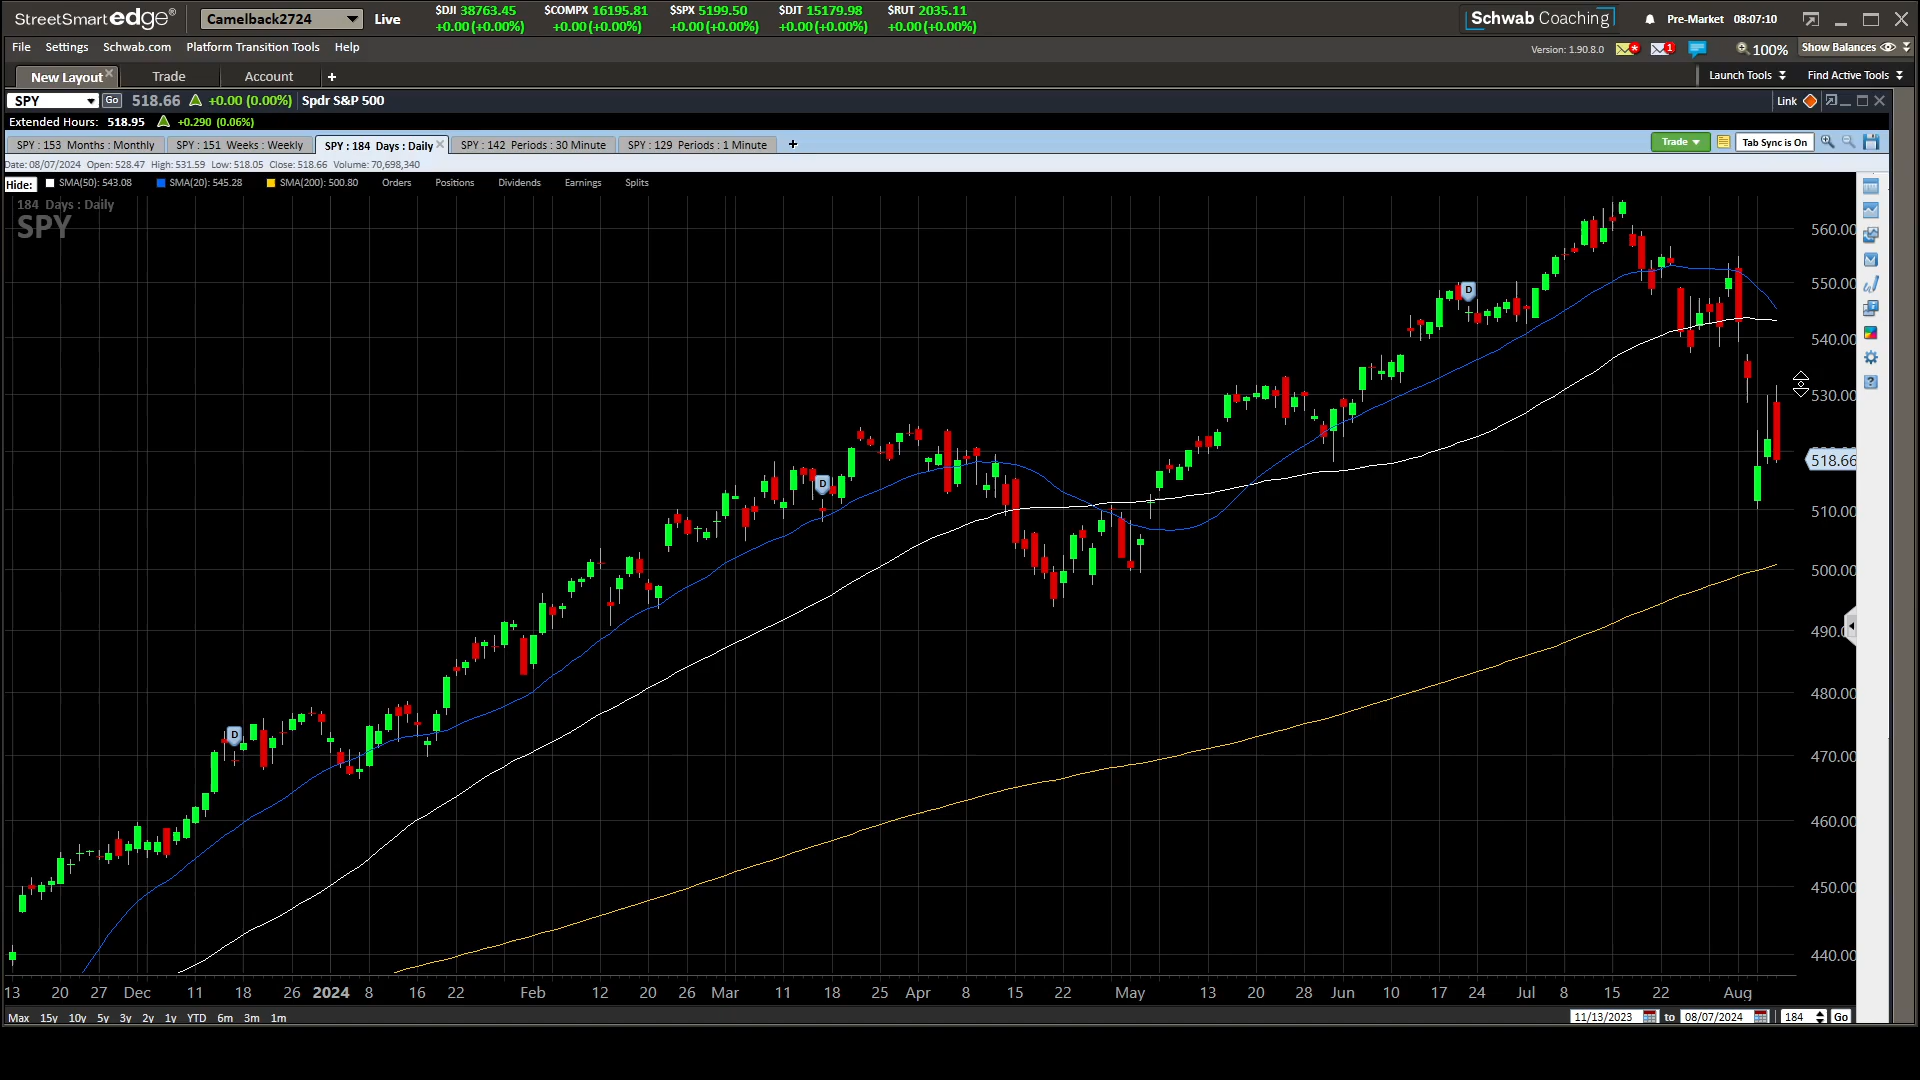 StreetSmart edge® Camelback2724 Live $DJI 38763.45 $COMPX 16195.81 $SPX 5199.50 $DJT 15179.98 $RUT 2035.11 Schwab Coaching Pre-Market 08:07:10
+0.00 (+0.00%) +0.00 (+0.00%) +0.00 (+0.00%) +0.00 (+0.00%) +0.00 (+0.00%)
File Settings Schwab.com Platform Transition Tools Help Version: 1.90.8.0 1 100% Show Balances
New Layout Trade Account + Launch Tools Find Active Tools
SPY Go 518.66 +0.00 (0.00%) Spdr S&P 500 Link
Extended Hours: 518.95 +0.290 (0.06%)
SPY : 153 Months : Monthly SPY : 151 Weeks : Weekly SPY : 184 Days : Daily SPY : 142 Periods : 30 Minute SPY : 129 Periods : 1 Minute + Trade Tab Sync is On
Date: 08/07/2024 Open: 528.47 High: 531.59 Low: 518.05 Close: 518.66 Volume: 70,698,340
Hide: SMA(50): 543.08 SMA(20): 545.28 SMA(200): 500.80 Orders Positions Dividends Earnings Splits
184 Days : Daily
SPY
560.00
550.00
D
540.00
530.00
518.66
D
510.00
500.00
490.0
480.00
D
470.00
460.00
450.00
440.00
13 20 27 Dec 11 18 26 2024 8 16 22 Feb 12 20 26 Mar 11 18 25 Apr 8 15 22 May 13 20 28 Jun 10 17 24 Jul 8 15 22 Aug
Max 15y 10y 5y 3y 2y 1y YTD 6m 3m 1m 11/13/2023 to 08/07/2024 184 Go